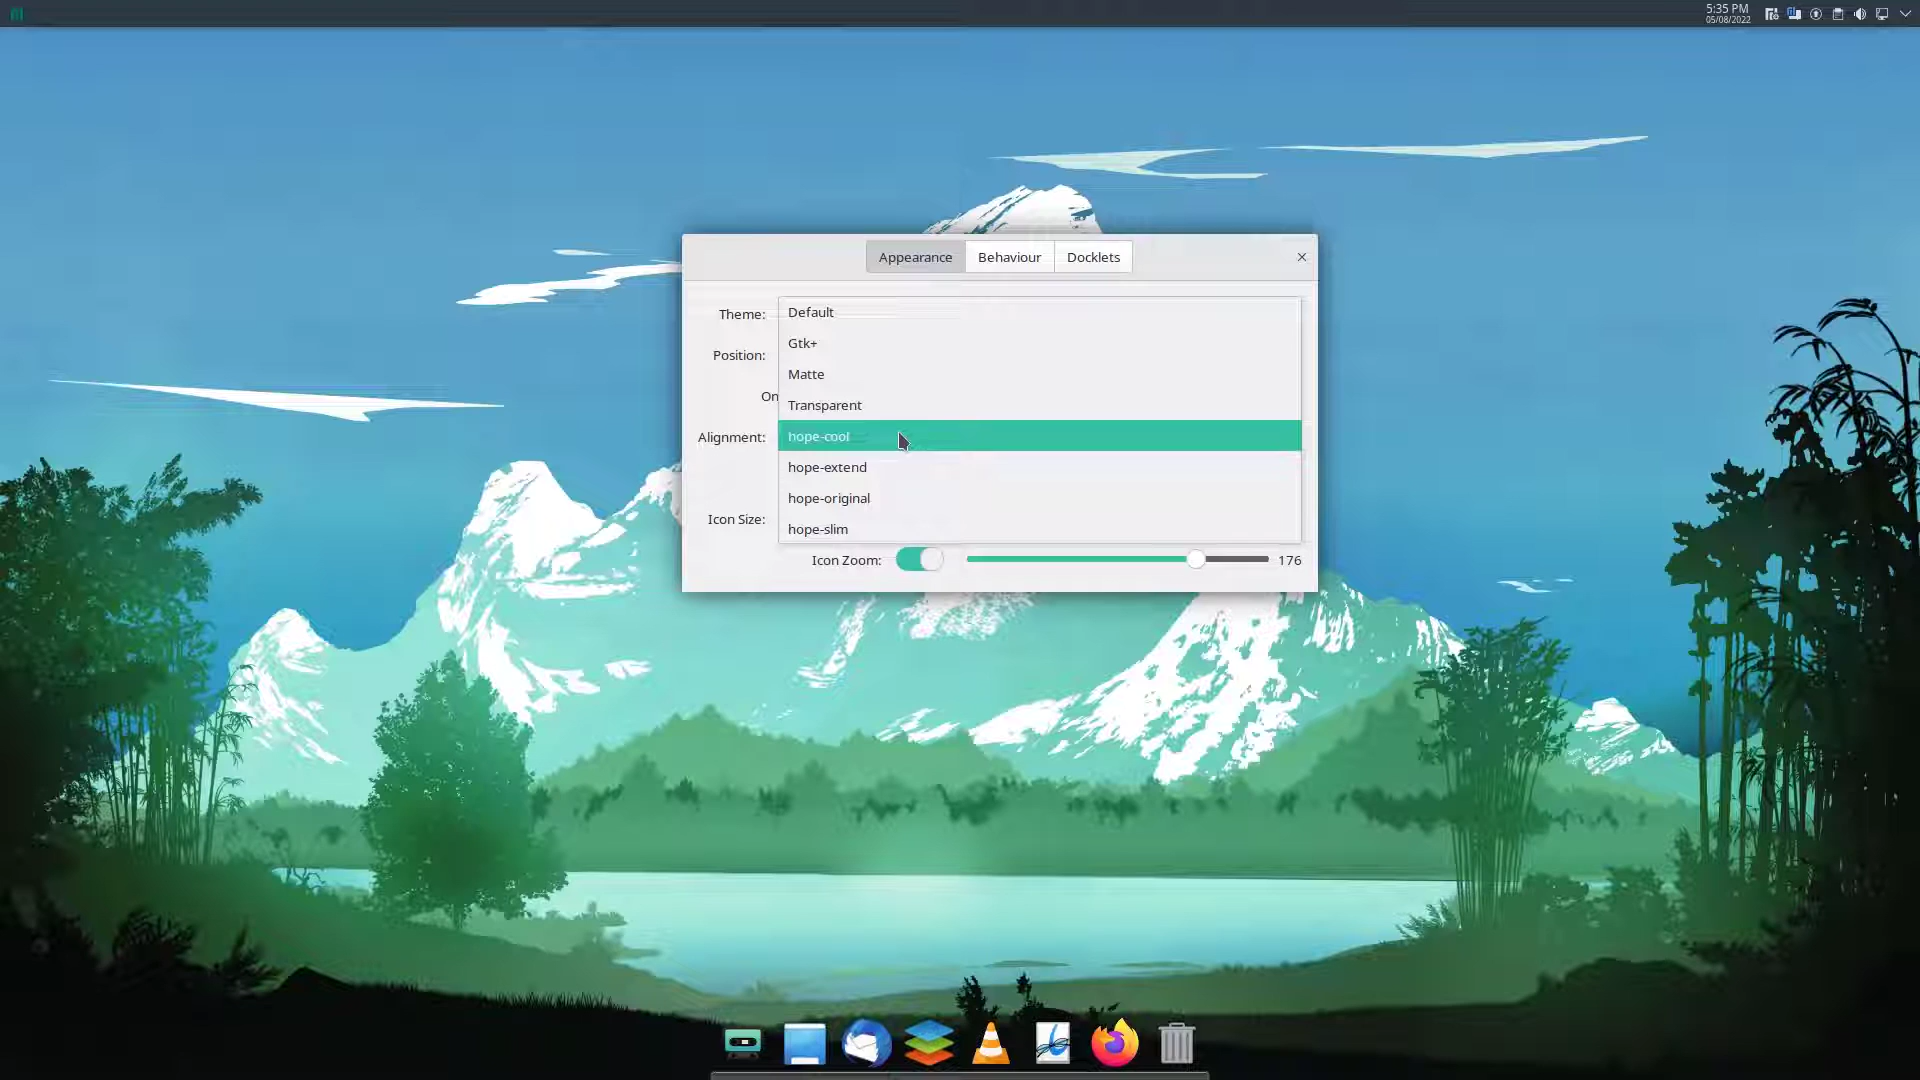 5:35 PM
05/08/2022
Appearance
Behaviour
Docklets
Theme:
Default
Gtk+
Position:
Matte
On
Transparent
Alignment:
hope-cool
hope-extend
hope-original
Icon Size:
hope-slim
Icon Zoom:
176